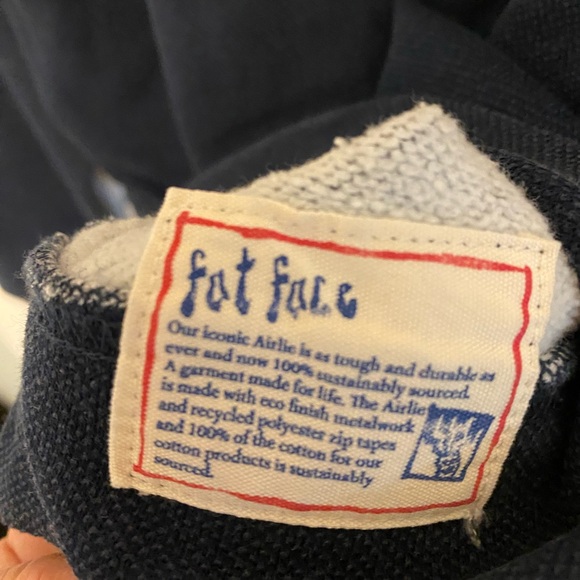 fat face
Our iconic Airlie is as tough and durable as
ever and now 100% sustainably sourced.
A garment made for life. The Airlie
is made with eco finish metalwork
and recycled polyester zip tapes
and 100% of the cotton for our
cotton products is sustainably
sourced.